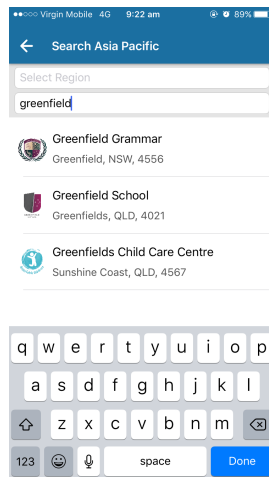 Virgin Mobile 4G 9:22 am 89%
Search Asia Pacific
Select Region
greenfield
Greenfield Grammar
Greenfield, NSW, 4556
Greenfield School
Greenfields, QLD, 4021
Greenfields Child Care Centre
Sunshine Coast, QLD, 4567
q w e r t y u i o p
a s d f g h j k l
z x c v b n m
123 space Done